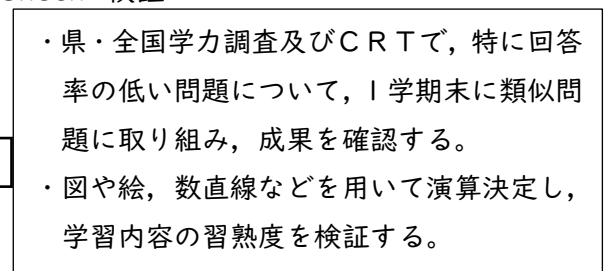 ・県・全国学力調査及びCRTで，特に回答
率の低い問題について，1学期末に類似問
題に取り組み，成果を確認する。
・図や絵，数直線などを用いて演算決定し，
学習内容の習熟度を検証する。